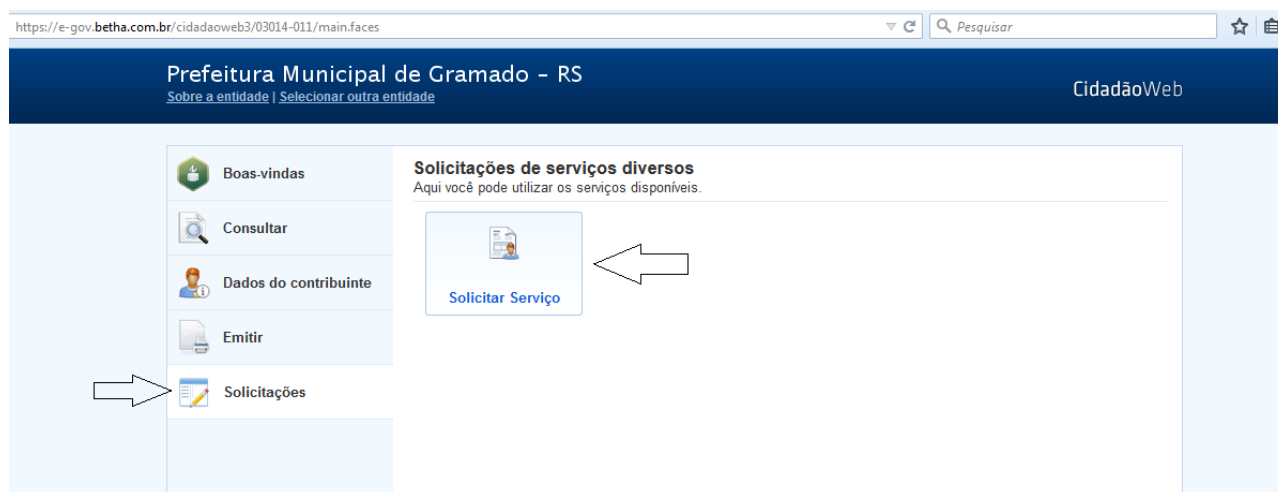 https://e-gov.betha.com.br/cidadaoweb3/03014-011/main.faces
Pesquisar
Prefeitura Municipal de Gramado - RS
Sobre a entidade | Selecionar outra entidade
CidadãoWeb
Boas-vindas
Consultar
Dados do contribuinte
Emitir
Solicitações
Solicitações de serviços diversos
Aqui você pode utilizar os serviços disponíveis.
Solicitar Serviço